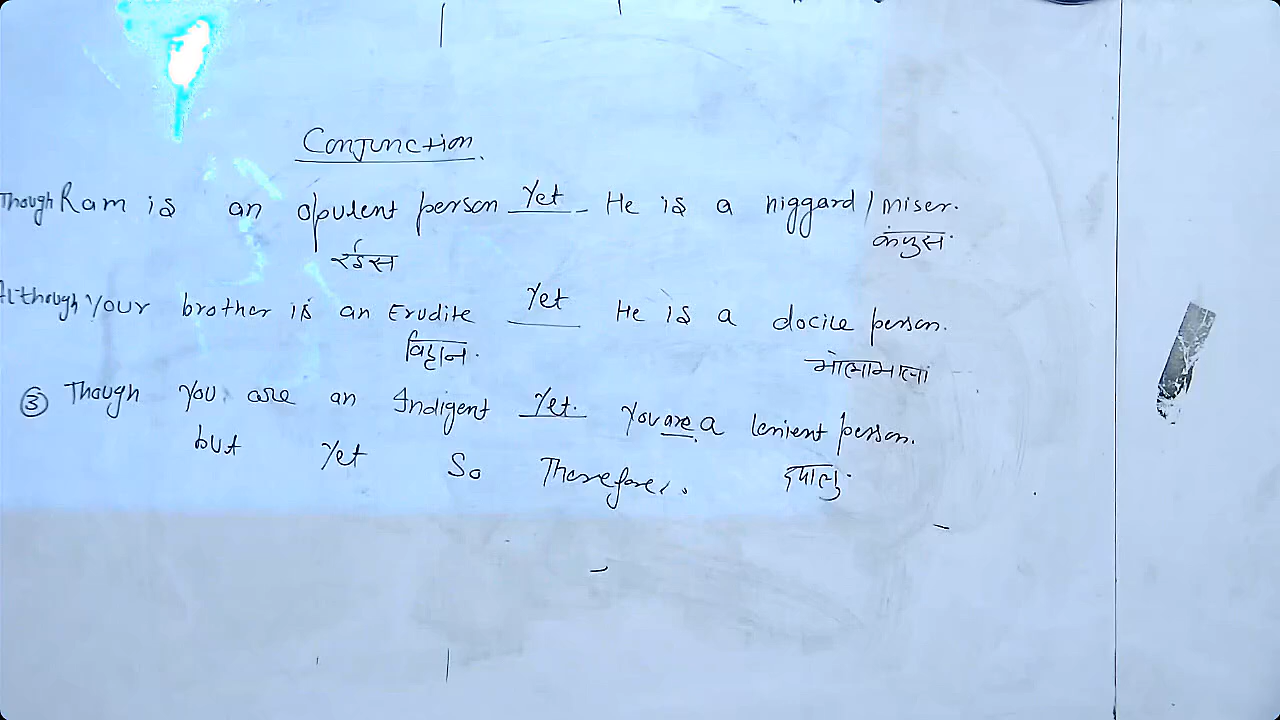 Conjunction.
Though Ram is an opulent person Yet He is a niggard / miser.
रईस कंजुस.
Although your brother is an Erudite Yet He is a docile person.
विद्वान. भोलाभाला
③ Though You are an Indigent Yet. You are a lenient person.
but Yet So Therefore. दयालु.